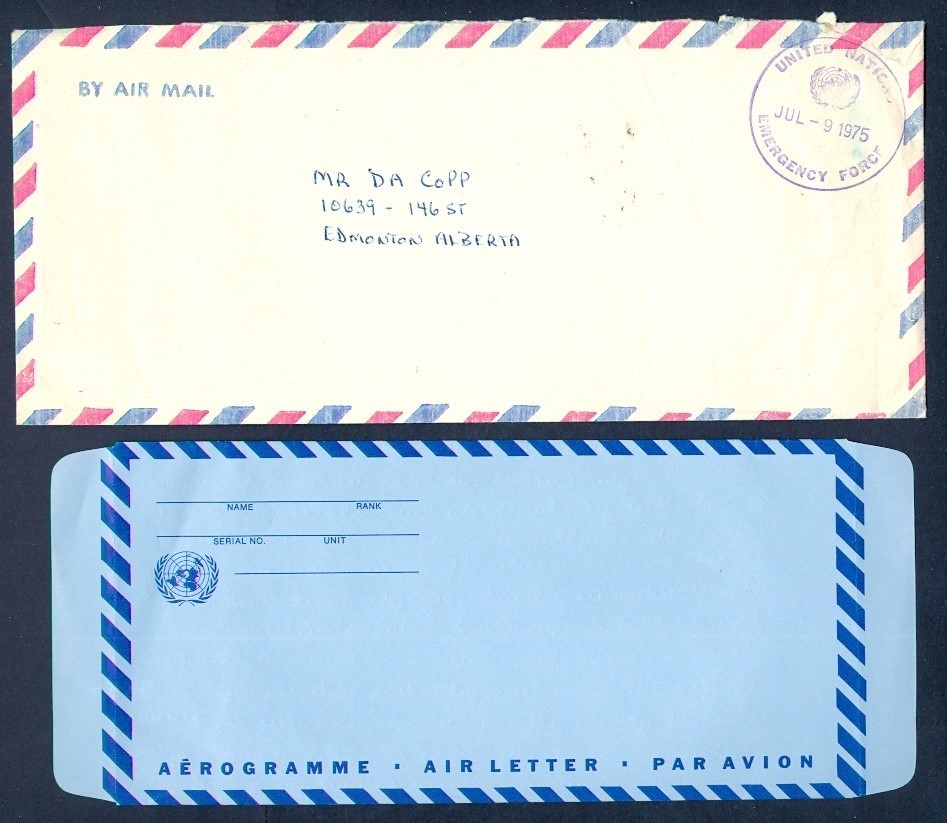 BY AIR MAIL
UNITED NATIONS
JUL - 9 1975
EMERGENCY FORCE
MR DA COPP
10639 - 146 ST
EDMONTON ALBERTA
NAME RANK
SERIAL NO. UNIT
AÉROGRAMME · AIR LETTER · PAR AVION